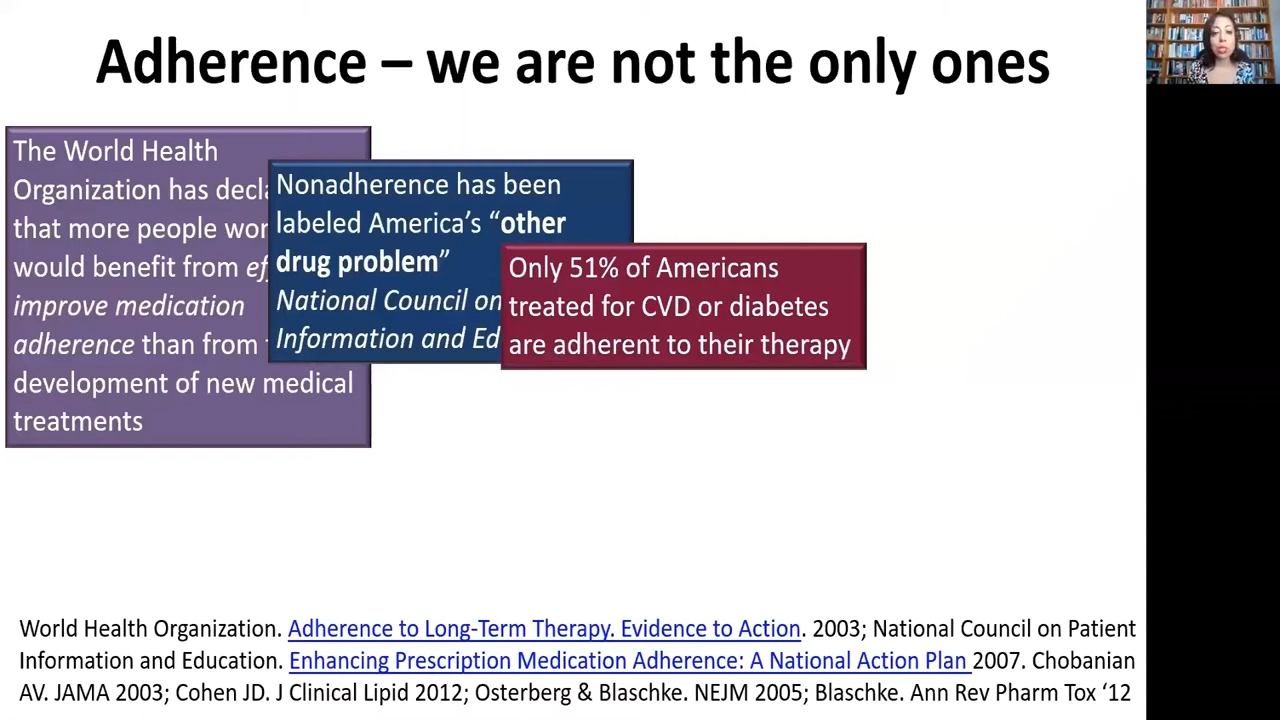 Adherence – we are not the only ones
The World Health
Organization has
that more people
would benefit from
improve medication
adherence than from
development of new medical
treatments
Nonadherence has been
labeled America’s “other
drug problem”
National Council on
Information and
Only 51% of Americans
treated for CVD or diabetes
are adherent to their therapy
World Health Organization. Adherence to Long-Term Therapy. Evidence to Action. 2003; National Council on Patient
Information and Education. Enhancing Prescription Medication Adherence: A National Action Plan 2007. Chobanian
AV. JAMA 2003; Cohen JD. J Clinical Lipid 2012; Osterberg & Blaschke. NEJM 2005; Blaschke. Ann Rev Pharm Tox ‘12